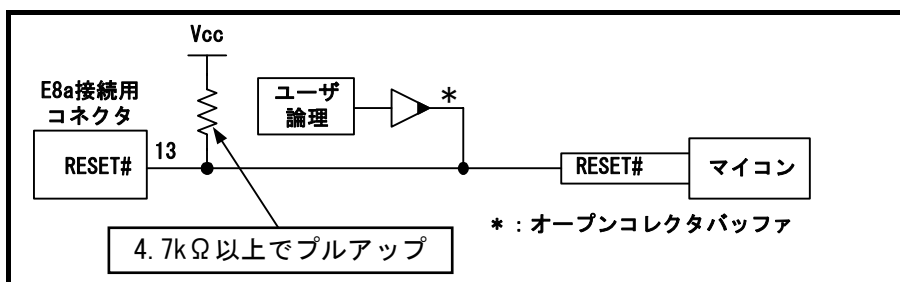 Vcc
E8a接続用
コネクタ
RESET#
13
ユーザ
論理
*
RESET#
マイコン
*：オープンコレクタバッファ
4.7kΩ以上でプルアップ